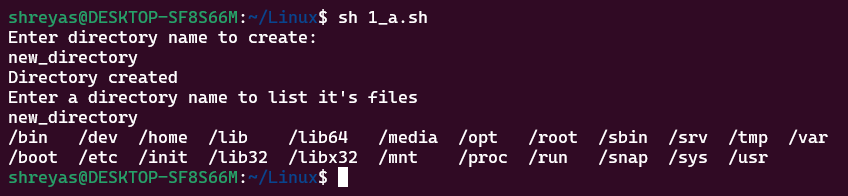 shreyas@DESKTOP-SF8S66M:~/Linux$ sh 1_a.sh
Enter directory name to create:
new_directory
Directory created
Enter a directory name to list it's files
new_directory
/bin /dev /home /lib /lib64 /media /opt /root /sbin /srv /tmp /var
/boot /etc /init /lib32 /libx32 /mnt /proc /run /snap /sys /usr
shreyas@DESKTOP-SF8S66M:~/Linux$